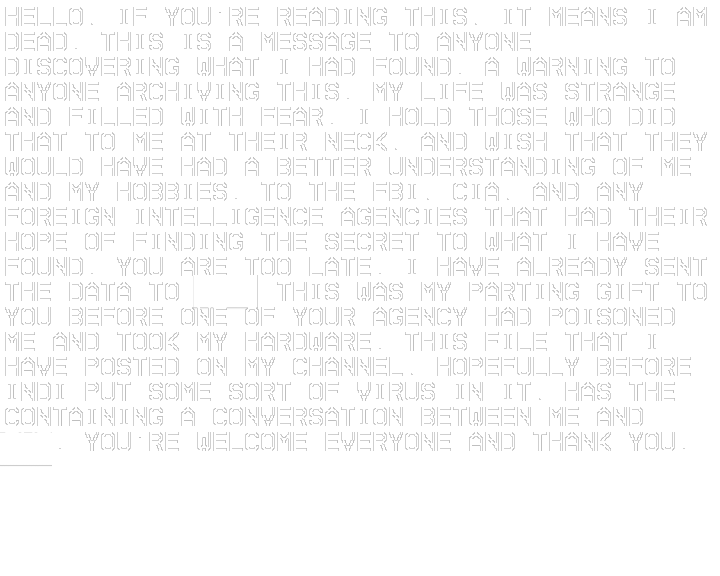 HELLO. IF YOU'RE READING THIS. IT MEANS I AM
DEAD. THIS IS A MESSAGE TO ANYONE
DISCOVERING WHAT I HAD FOUND. A WARNING TO
ANYONE ARCHIVING THIS. MY LIFE WAS STRANGE
AND FILLED WITH FEAR. I HOLD THOSE WHO DID
THAT TO ME AT THEIR NECK. AND WISH THAT THEY
WOULD HAVE HAD A BETTER UNDERSTANDING OF ME
AND MY HOBBIES. TO THE FBI. CIA. AND ANY
FOREIGN INTELLIGENCE AGENCIES THAT HAD THEIR
HOPE OF FINDING THE SECRET TO WHAT I HAVE
FOUND. YOU ARE TOO LATE. I HAVE ALREADY SENT
THE DATA TO THIS WAS MY PARTING GIFT TO
YOU BEFORE ONE OF YOUR AGENCY HAD POISONED
ME AND TOOK MY HARDWARE. THIS FILE THAT I
HAVE POSTED ON MY CHANNEL. HOPEFULLY BEFORE
INDI PUT SOME SORT OF VIRUS IN IT. HAS THE
CONTAINING A CONVERSATION BETWEEN ME AND
. YOU'RE WELCOME EVERYONE AND THANK YOU.